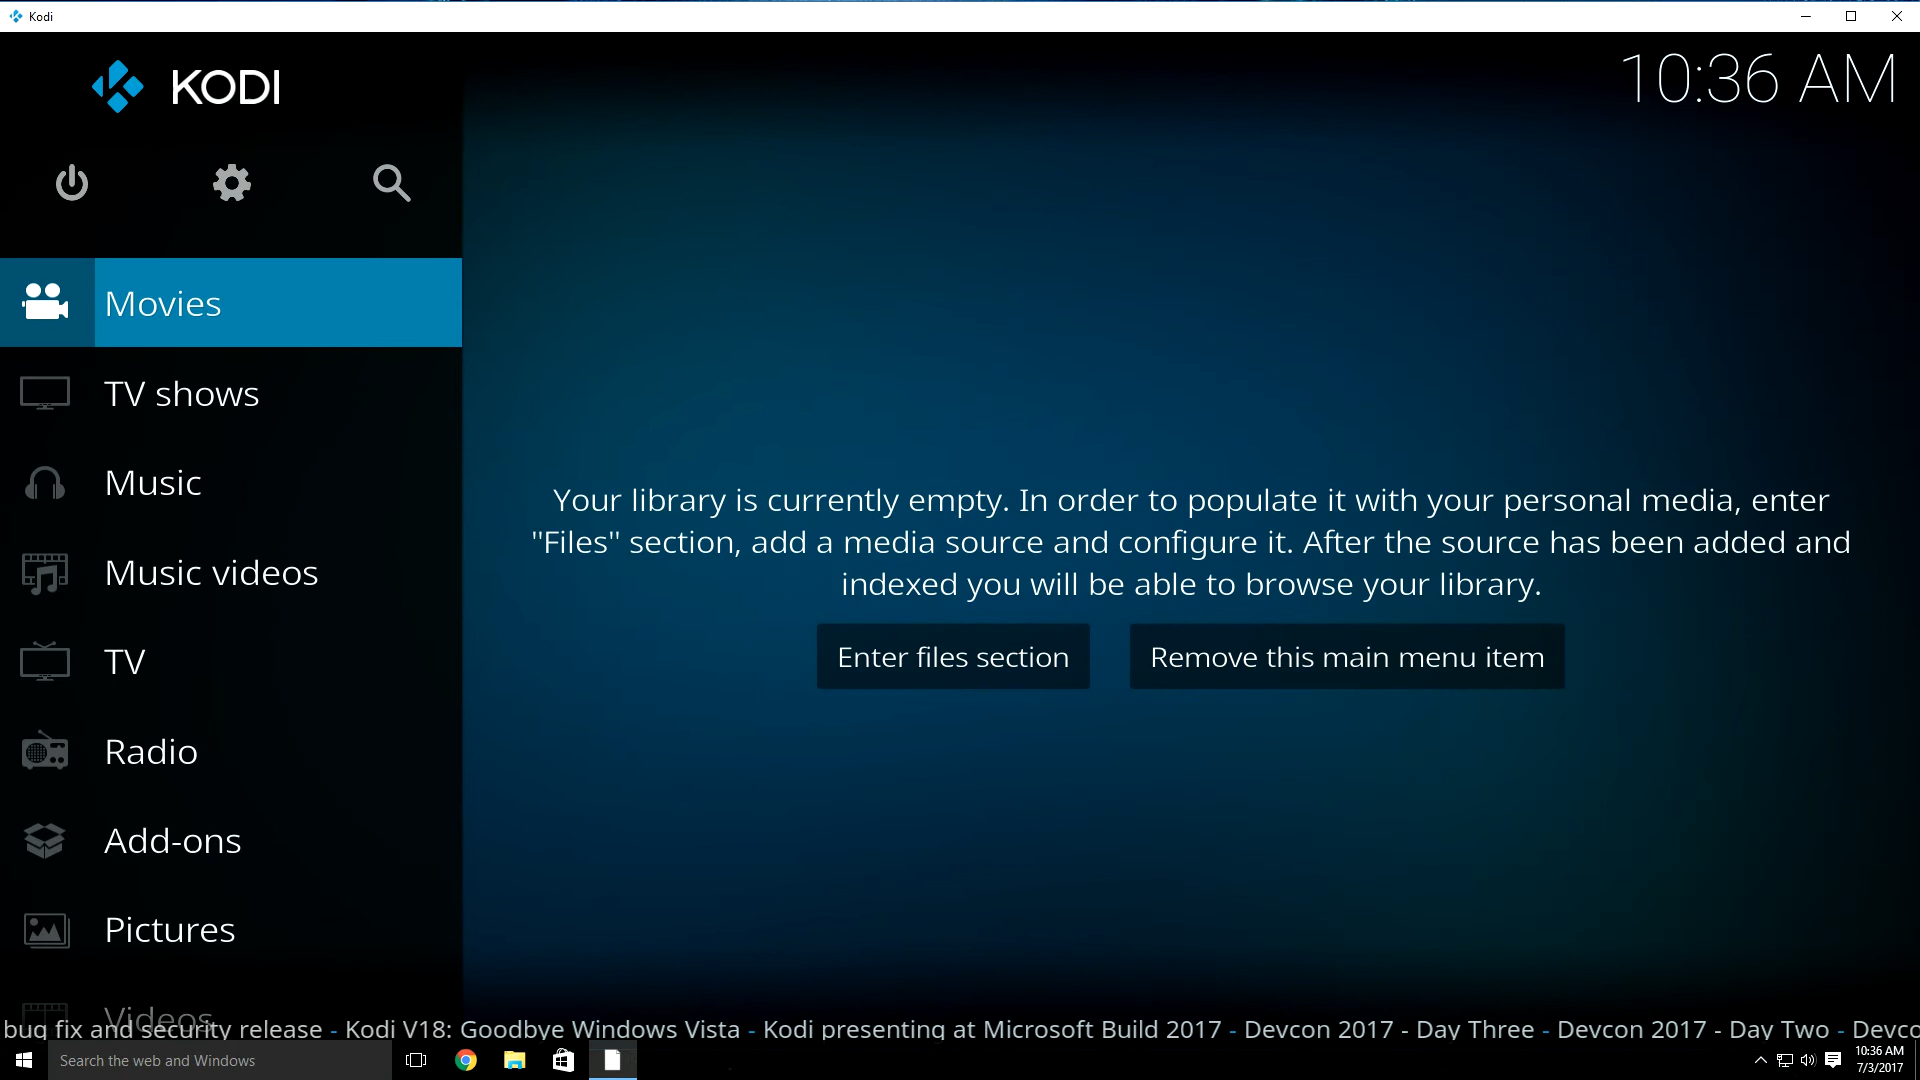 Kodi
KODI
10:36 AM
Movies
TV shows
Music
Music videos
TV
Radio
Add-ons
Pictures
Videos
Your library is currently empty. In order to populate it with your personal media, enter
"Files" section, add a media source and configure it. After the source has been added and
indexed you will be able to browse your library.
Enter files section
Remove this main menu item
bug fix and security release - Kodi V18: Goodbye Windows Vista - Kodi presenting at Microsoft Build 2017 - Devcon 2017 - Day Three - Devcon 2017 - Day Two - Devco
Search the web and Windows
10:36 AM
7/3/2017